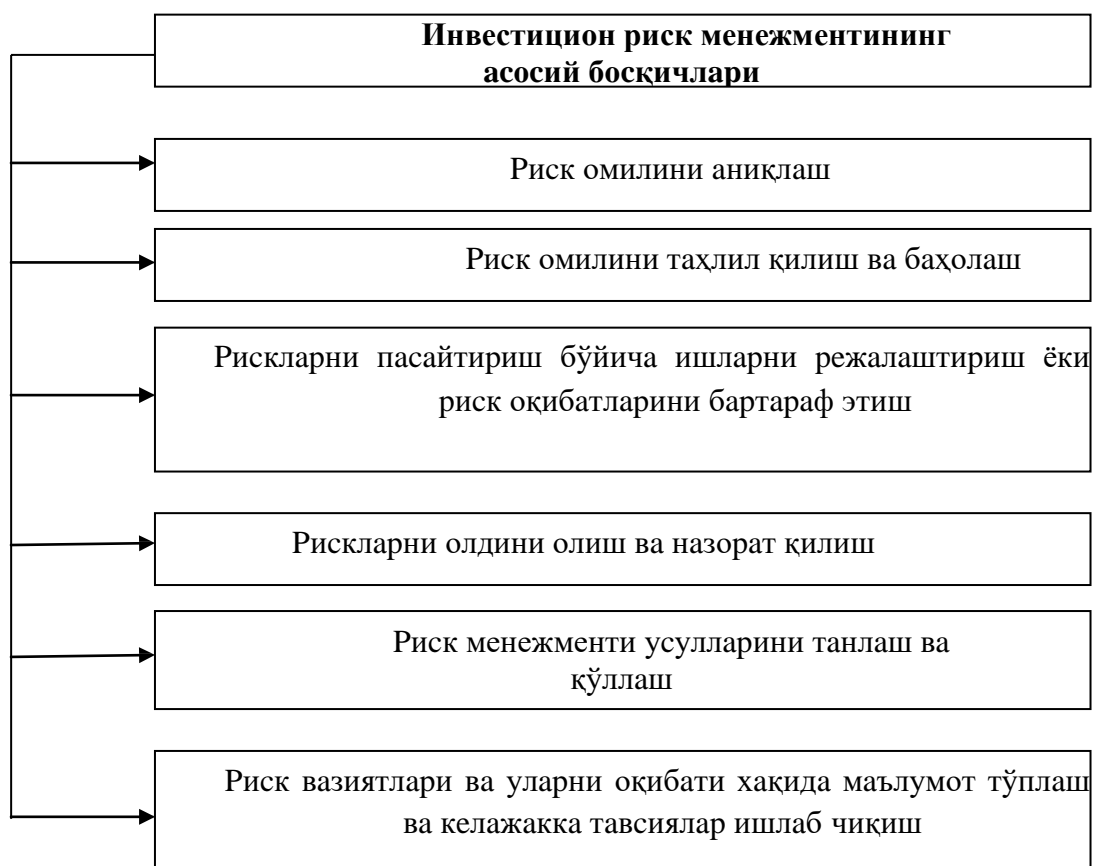 Инвестицион риск менежментининг
асосий босқичлари
Риск омилини аниқлаш
Риск омилини таҳлил қилиш ва баҳолаш
Рискларни пасайтириш бўйича ишларни режалаштириш ёки
риск оқибатларини бартараф этиш
Рискларни олдини олиш ва назорат қилиш
Риск менежменти усулларини танлаш ва
қўллаш
Риск вазиятлари ва уларни оқибати хақида маълумот тўплаш
ва келажакка тавсиялар ишлаб чиқиш